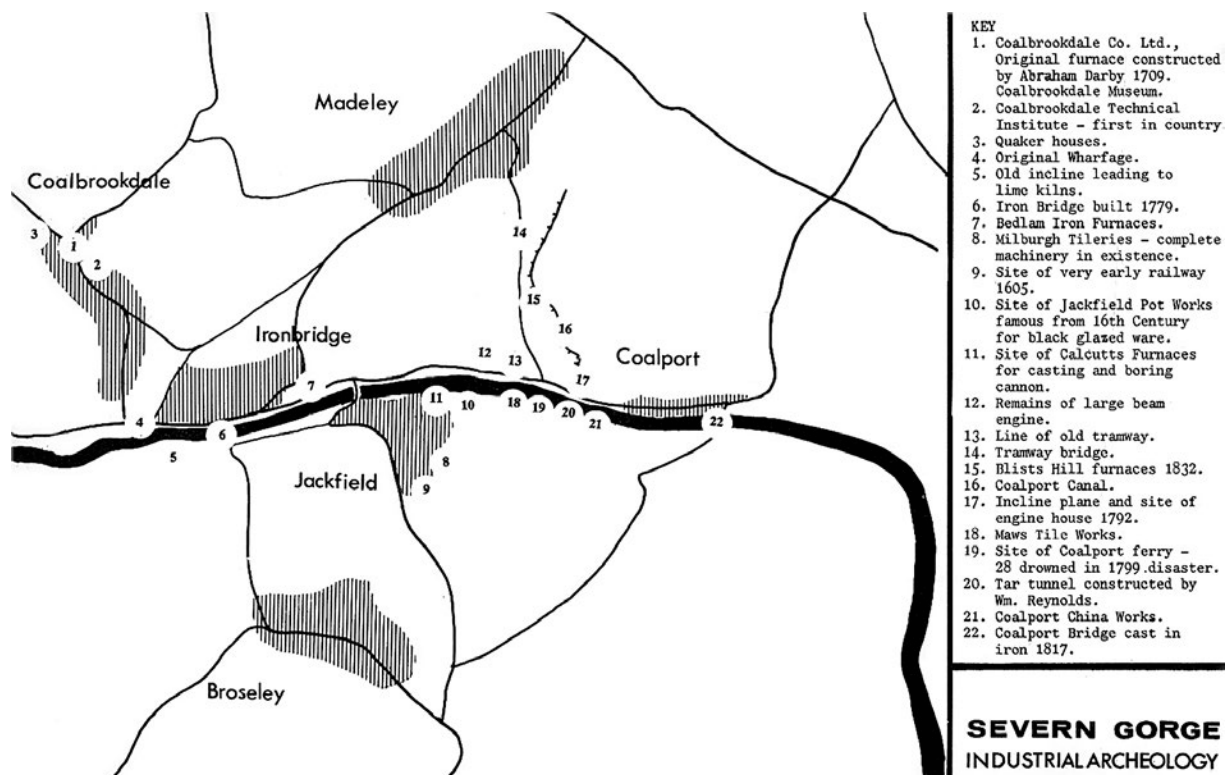 Madeley
Coalbrookdale
3
1
2
14
15
16
Ironbridge
Coalport
12
13
7
17
11
10
18
19
20
4
6
21
22
5
8
Jackfield
9
Broseley
KEY
1. Coalbrookdale Co. Ltd.,
Original furnace constructed
by Abraham Darby 1709.
Coalbrookdale Museum.
2. Coalbrookdale Technical
Institute - first in country
3. Quaker houses.
4. Original Wharfage.
5. Old incline leading to
lime kilns.
6. Iron Bridge built 1779.
7. Bedlam Iron Furnaces.
8. Milburgh Tileries - complete
machinery in existence.
9. Site of very early railway
1605.
10. Site of Jackfield Pot Works
famous from 16th Century
for black glazed ware.
11. Site of Calcutts Furnaces
for casting and boring
cannon.
12. Remains of large beam
engine.
13. Line of old tramway.
14. Tramway bridge.
15. Blists Hill furnaces 1832.
16. Coalport Canal.
17. Incline plane and site of
engine house 1792.
18. Maws Tile Works.
19. Site of Coalport ferry -
28 drowned in 1799.disaster.
20. Tar tunnel constructed by
Wm. Reynolds.
21. Coalport China Works.
22. Coalport Bridge cast in
iron 1817.
SEVERN GORGE
INDUSTRIAL ARCHEOLOGY